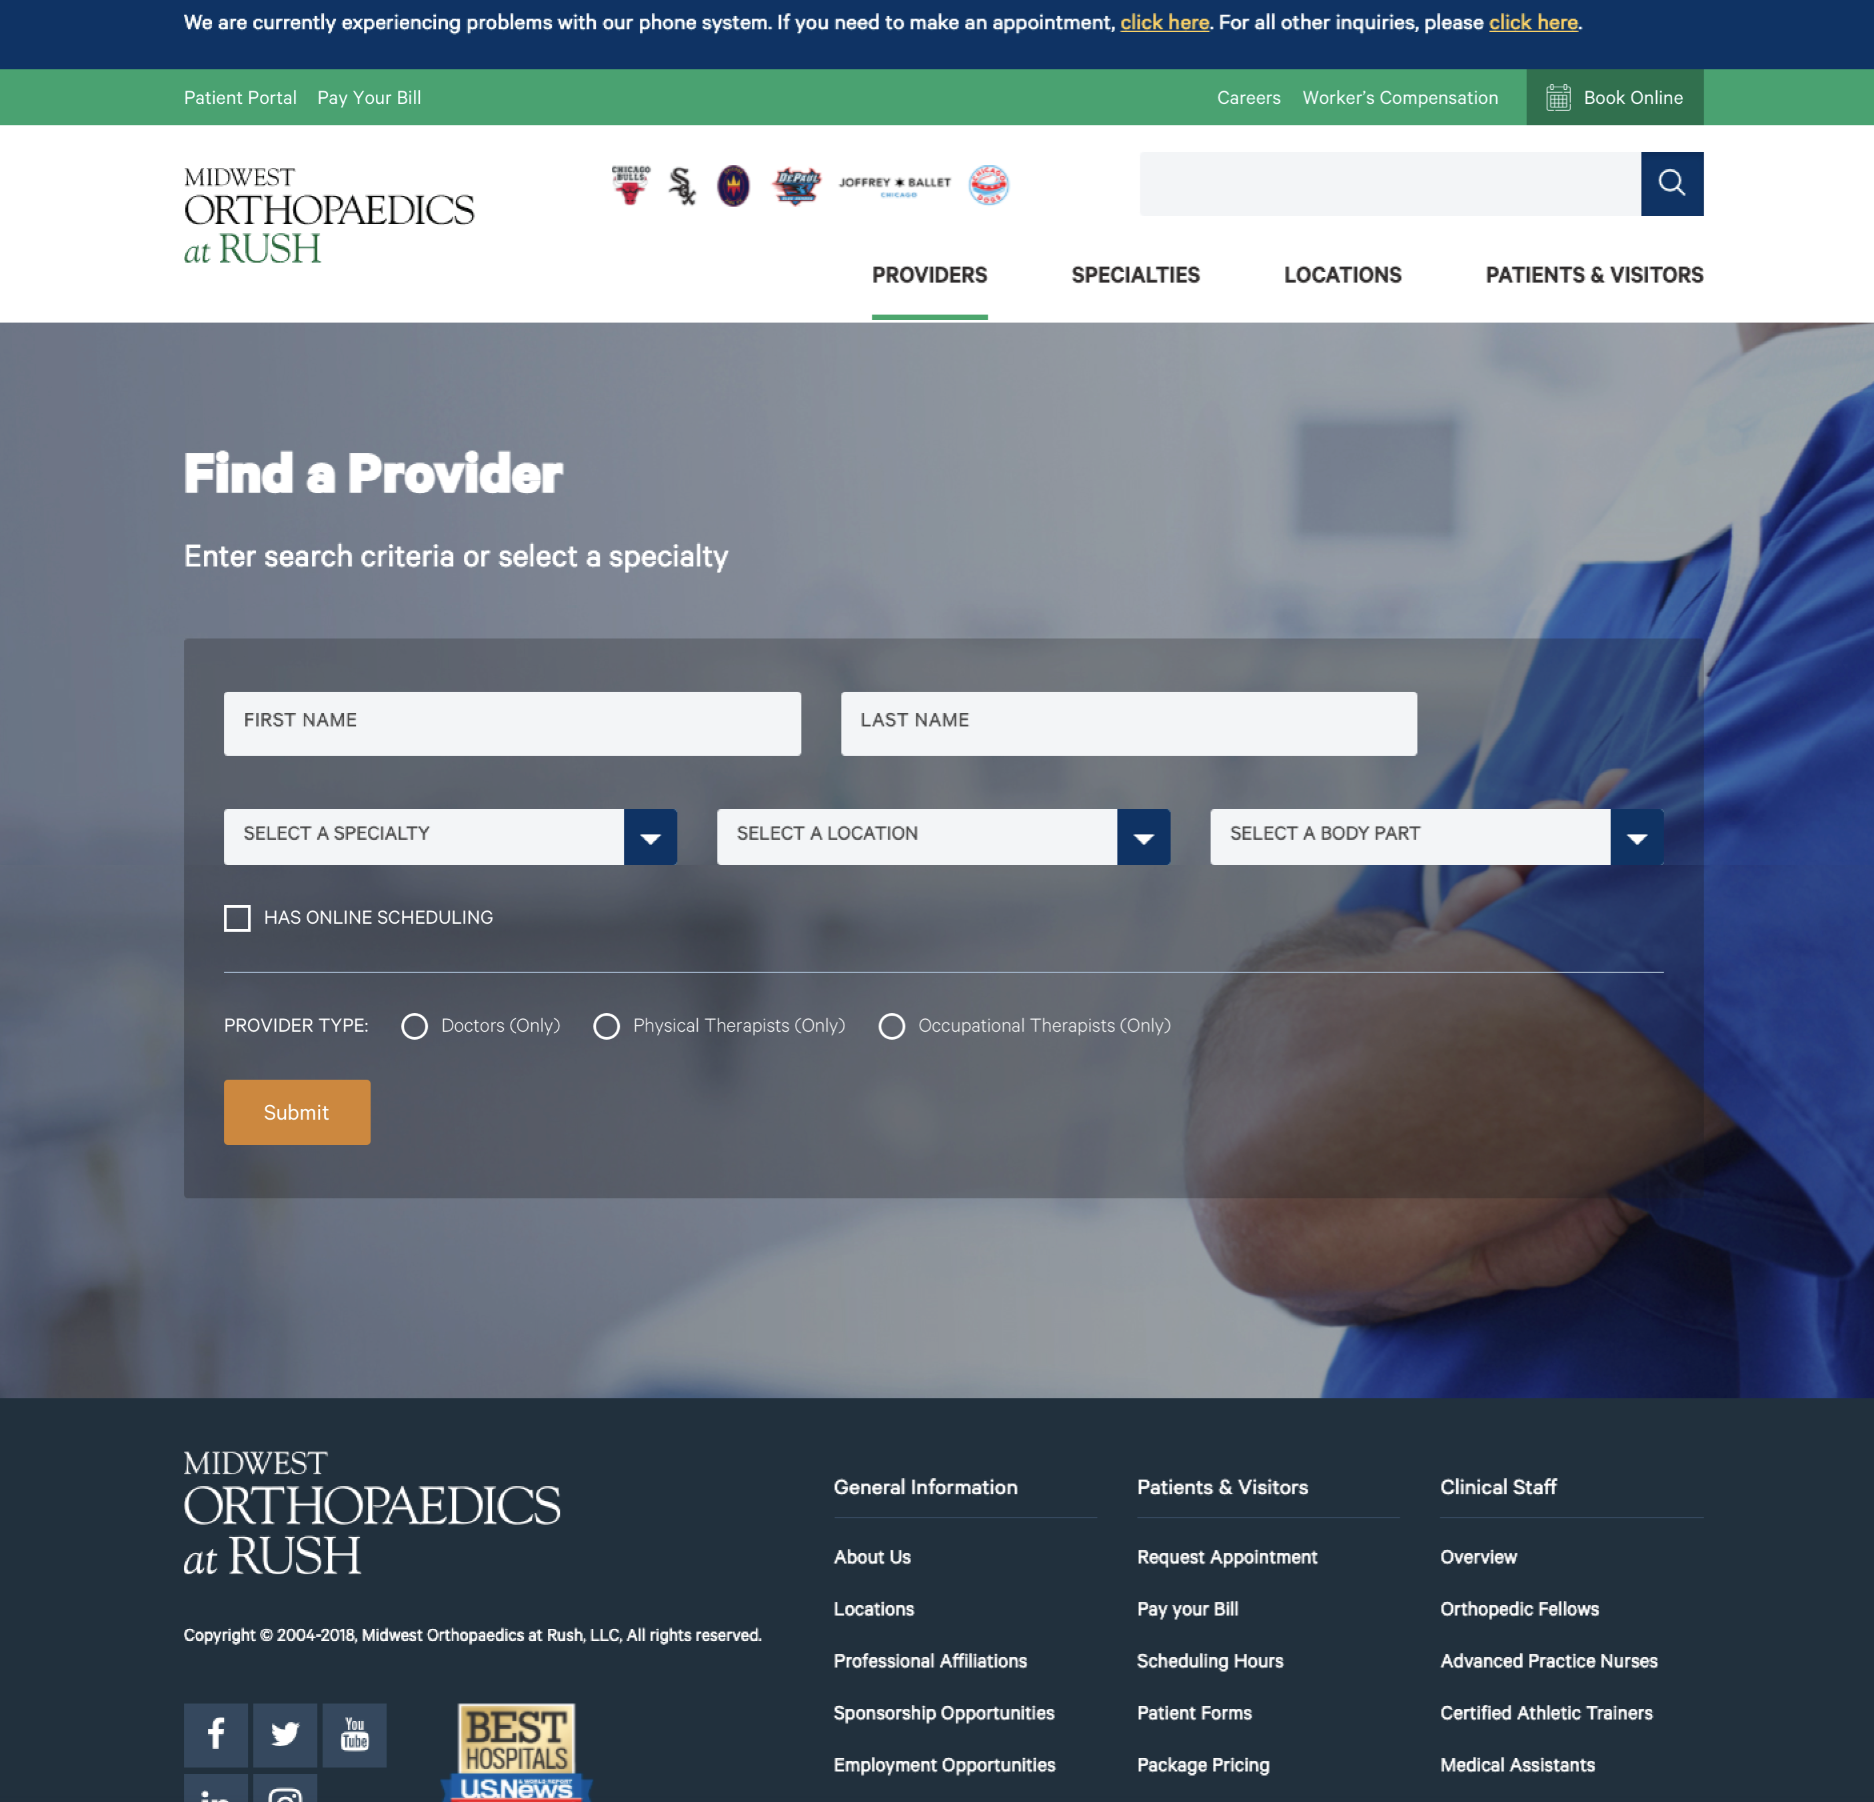 We are currently experiencing problems with our phone system. If you need to make an appointment, click here. For all other inquiries, please click here.
Patient Portal Pay Your Bill Careers Worker's Compensation Book Online
CHICAGO BULLS
SOX
DEPAUL
JOFFREY BALLET
CHICAGO
CHICAGO DOGS
MIDWEST
ORTHOPAEDICS
at RUSH
PROVIDERS SPECIALTIES LOCATIONS PATIENTS & VISITORS
Find a Provider
Enter search criteria or select a specialty
FIRST NAME LAST NAME
SELECT A SPECIALTY SELECT A LOCATION SELECT A BODY PART
HAS ONLINE SCHEDULING
PROVIDER TYPE: Doctors (Only) Physical Therapists (Only) Occupational Therapists (Only)
Submit
MIDWEST
ORTHOPAEDICS
at RUSH
Copyright © 2004-2018, Midwest Orthopaedics at Rush, LLC, All rights reserved.
You
Tube
in
BEST
HOSPITALS
U.S.News
& WORLD REPORT
General Information
About Us
Locations
Professional Affiliations
Sponsorship Opportunities
Employment Opportunities
Patients & Visitors
Request Appointment
Pay your Bill
Scheduling Hours
Patient Forms
Package Pricing
Clinical Staff
Overview
Orthopedic Fellows
Advanced Practice Nurses
Certified Athletic Trainers
Medical Assistants